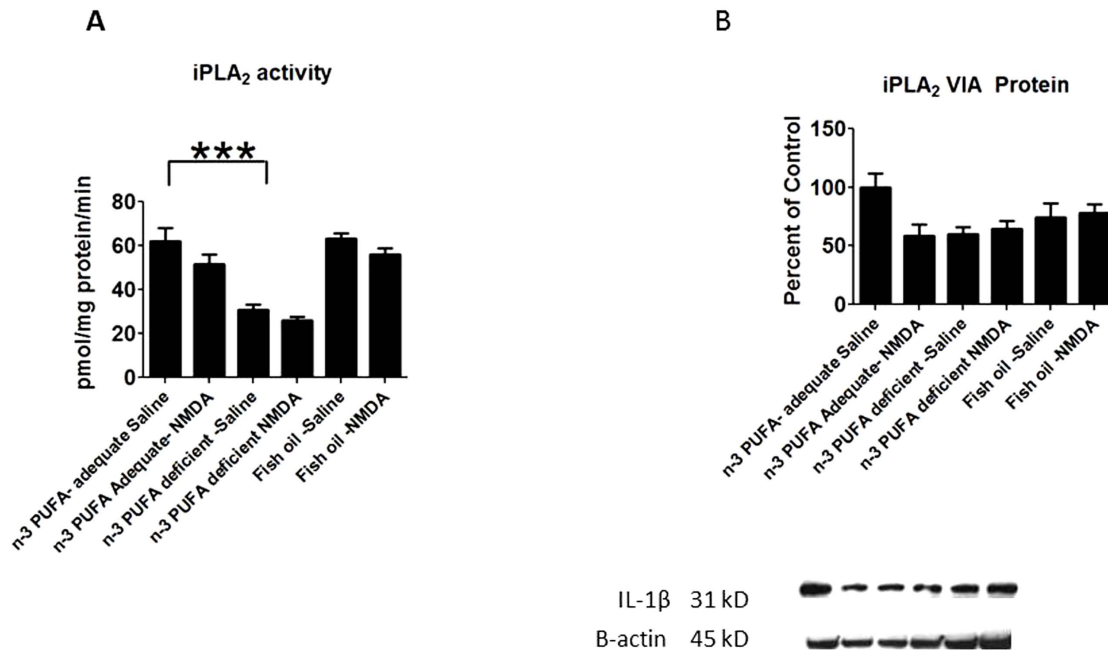 A
iPLA₂ activity
***
pmol/mg protein/min
80
60
40
20
0
n-3 PUFA- adequate Saline
n-3 PUFA Adequate- NMDA
n-3 PUFA deficient -Saline
n-3 PUFA deficient NMDA
Fish oil -Saline
Fish oil -NMDA
B
iPLA₂ VIA Protein
Percent of Control
150
100
50
0
n-3 PUFA- adequate Saline
n-3 PUFA Adequate- NMDA
n-3 PUFA deficient -Saline
n-3 PUFA deficient NMDA
Fish oil -Saline
Fish oil -NMDA
IL-1β 31 kD
B-actin 45 kD